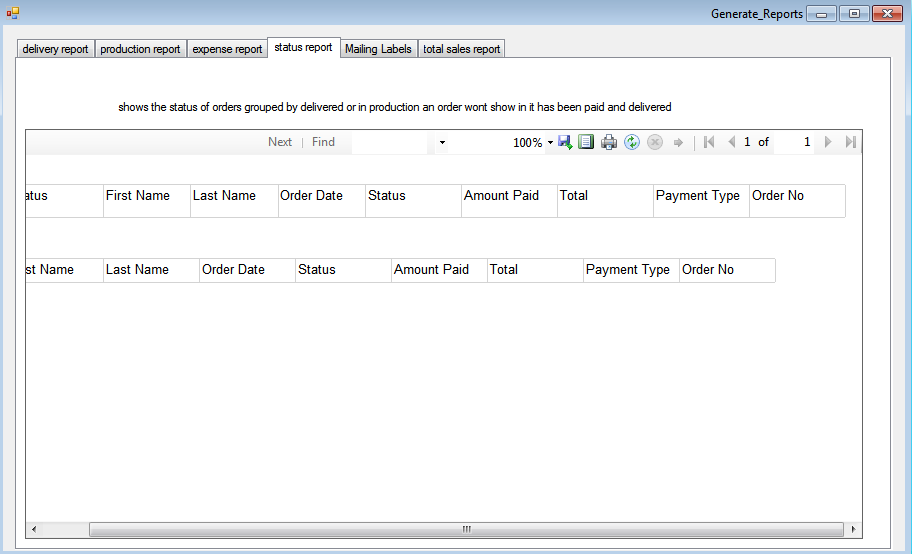 Generate_Reports
delivery report production report expense report status report Mailing Labels total sales report
shows the status of orders grouped by delivered or in production an order wont show in it has been paid and delivered
Next | Find 100% 1 of 1
atus First Name Last Name Order Date Status Amount Paid Total Payment Type Order No
st Name Last Name Order Date Status Amount Paid Total Payment Type Order No